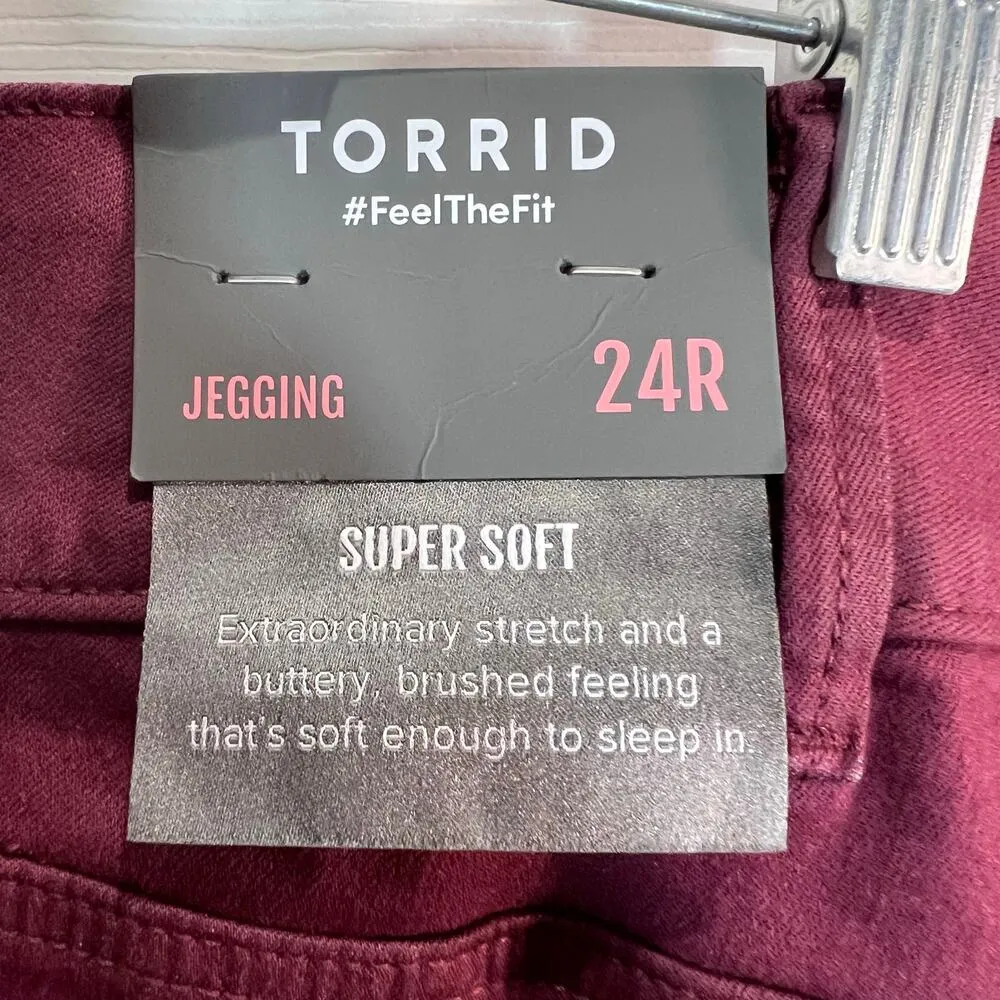 TORRID
#FeelTheFit
JEGGING 24R
SUPER SOFT
Extraordinary stretch and a
buttery, brushed feeling
that's soft enough to sleep in.